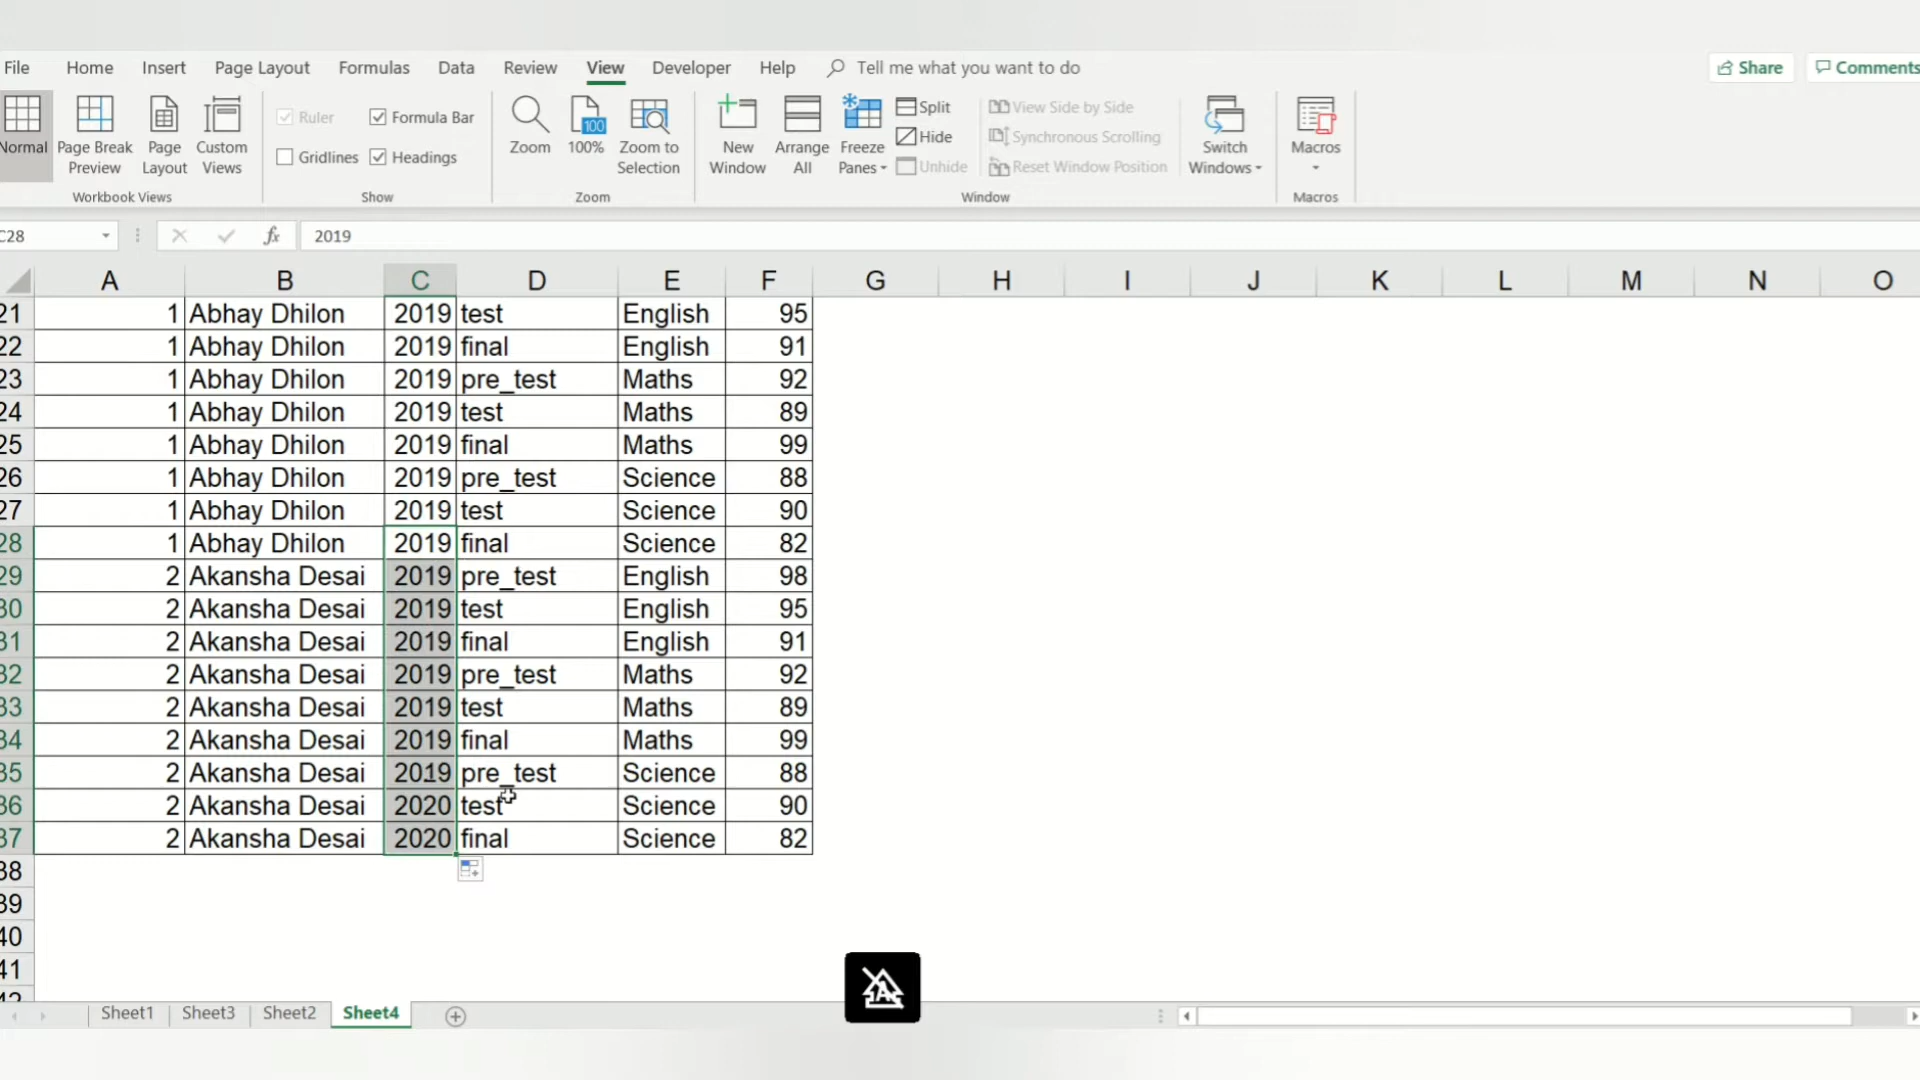 File Home Insert Page Layout Formulas Data Review View Developer Help Tell me what you want to do Share Comments
Normal Page Break Preview Page Layout Custom Views
Ruler Formula Bar
Gridlines Headings
Zoom 100% Zoom to Selection
New Window Arrange All Freeze Panes
Split
Hide
Unhide
View Side by Side
Synchronous Scrolling
Reset Window Position
Switch Windows Macros
Workbook Views Show Zoom Window Macros
C28 fx 2019
A B C D E F G H I J K L M N O
21 1 Abhay Dhilon 2019 test English 95
22 1 Abhay Dhilon 2019 final English 91
23 1 Abhay Dhilon 2019 pre_test Maths 92
24 1 Abhay Dhilon 2019 test Maths 89
25 1 Abhay Dhilon 2019 final Maths 99
26 1 Abhay Dhilon 2019 pre_test Science 88
27 1 Abhay Dhilon 2019 test Science 90
28 1 Abhay Dhilon 2019 final Science 82
29 2 Akansha Desai 2019 pre_test English 98
30 2 Akansha Desai 2019 test English 95
31 2 Akansha Desai 2019 final English 91
32 2 Akansha Desai 2019 pre_test Maths 92
33 2 Akansha Desai 2019 test Maths 89
34 2 Akansha Desai 2019 final Maths 99
35 2 Akansha Desai 2019 pre_test Science 88
36 2 Akansha Desai 2020 test Science 90
37 2 Akansha Desai 2020 final Science 82
38
39
40
41
42
A
Sheet1 Sheet3 Sheet2 Sheet4